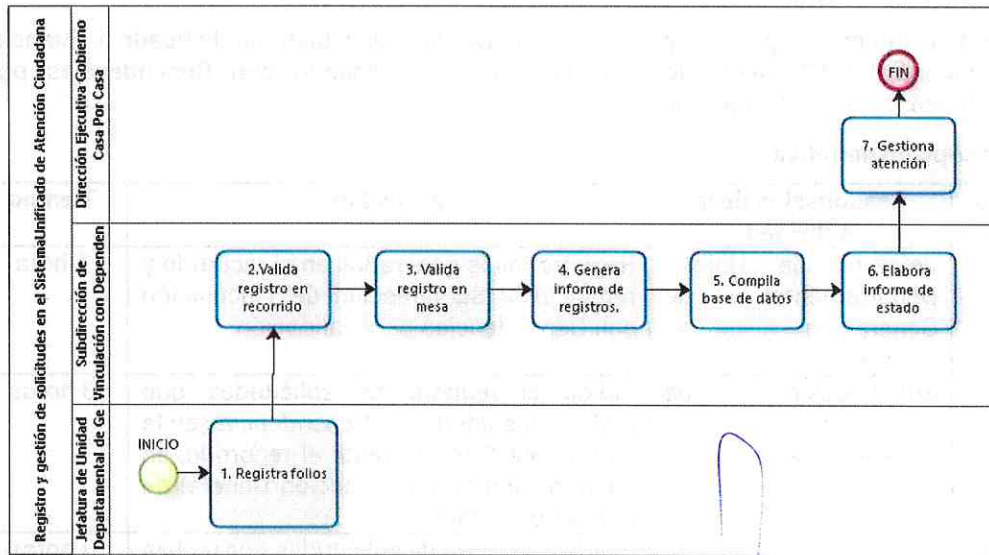 Registro y gestión de solicitudes en el SistemaUnifiado de Atención Ciudadana
Dirección Ejecutiva Gobierno
Casa Por Casa
FIN
7. Gestiona
atención
Subdirección de
Vinculación con Dependen
2.Valida
registro en
recorrido
3. Valida
registro en
mesa
4. Genera
informe de
registros.
5. Compila
base de datos
6. Elabora
informe de
estado
Jefatura de Unidad
Departamental de Ge
INICIO
1. Registra folios